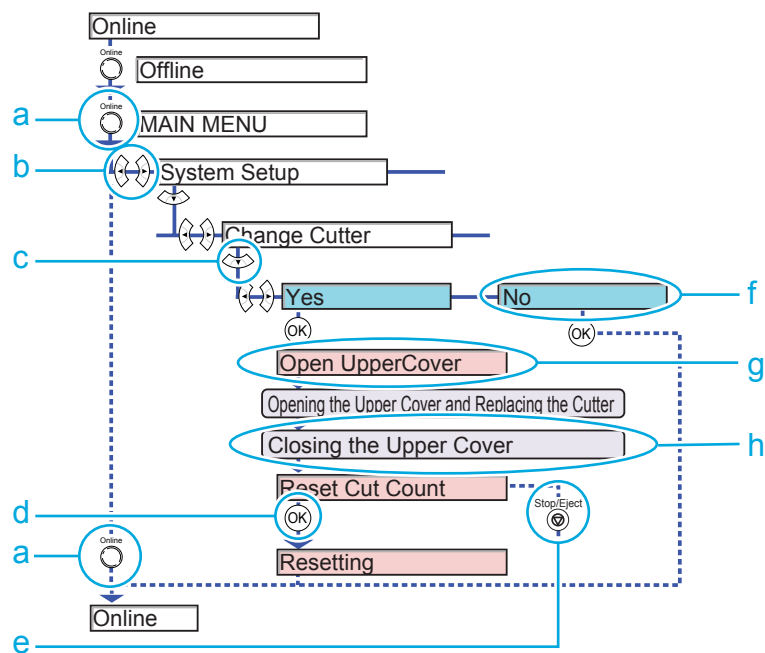 Online
Online
Offline
a
Online
MAIN MENU
b
System Setup
Change Cutter
c
Yes
No
f
OK
OK
Open UpperCover
g
Opening the Upper Cover and Replacing the Cutter
Closing the Upper Cover
h
Reset Cut Count
Stop/Eject
d
OK
a
Online
Resetting
Online
e